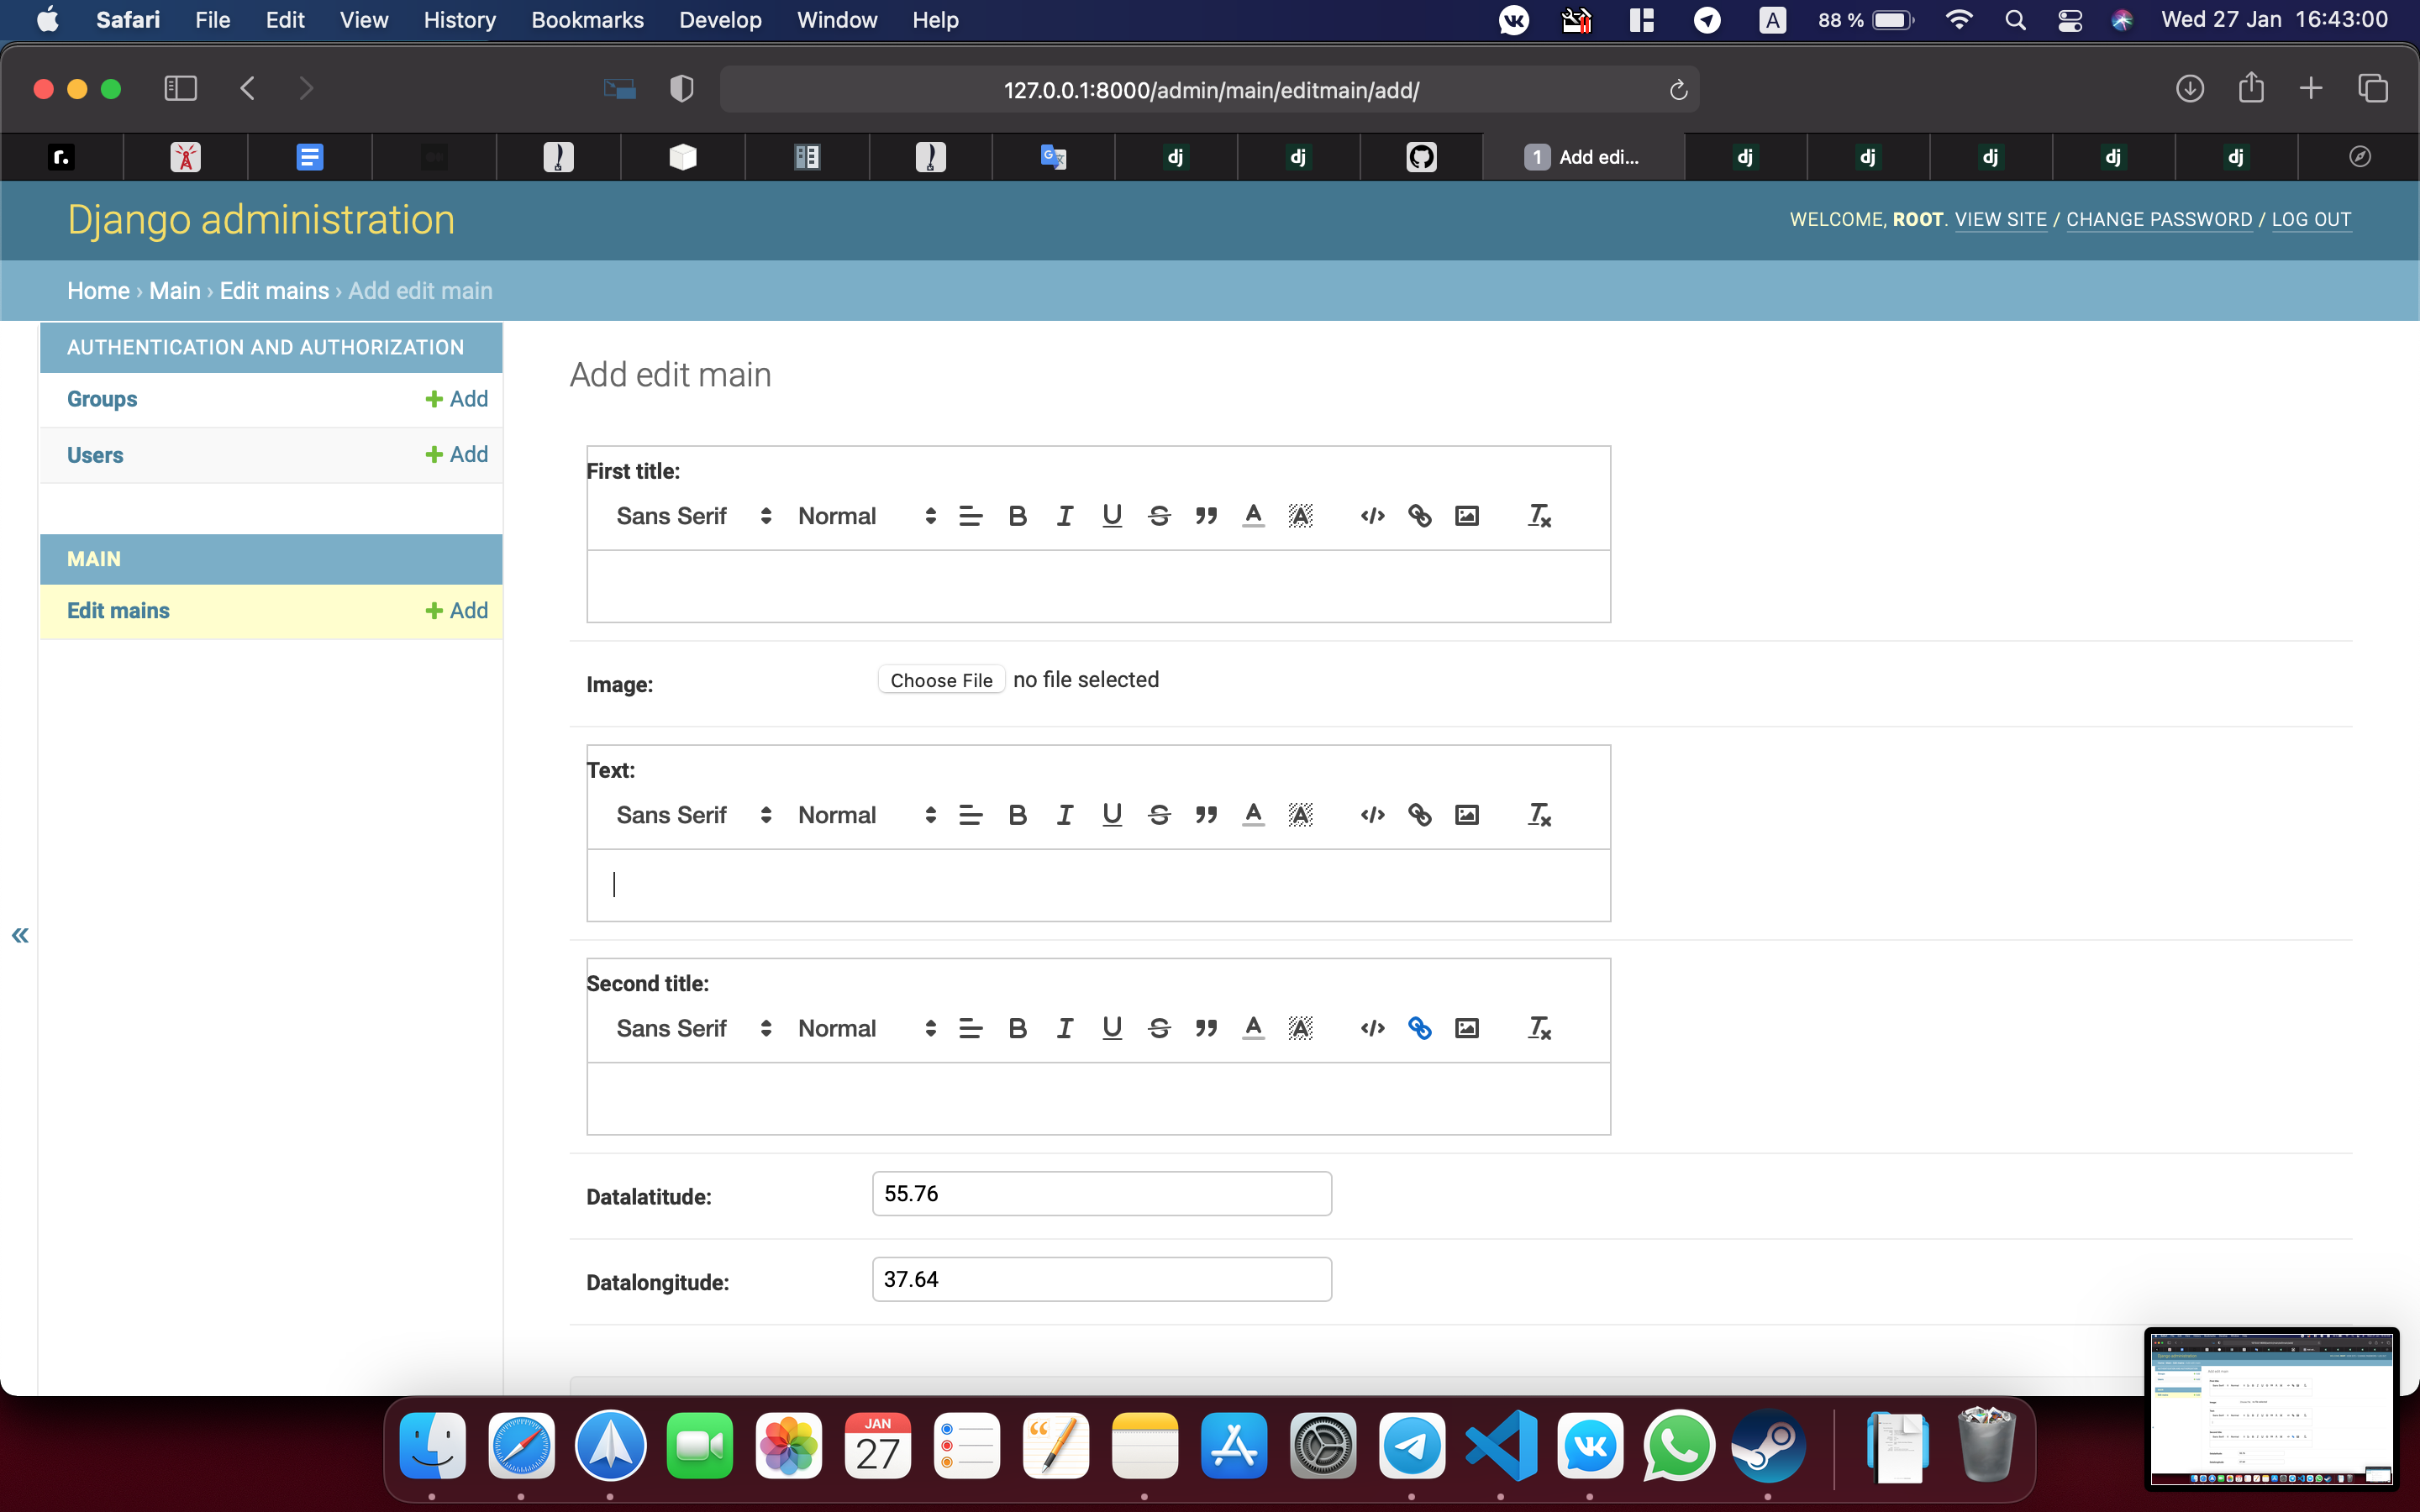 Safari File Edit View History Bookmarks Develop Window Help A 88 % Wed 27 Jan 16:43:00
127.0.0.1:8000/admin/main/editmain/add/
r. dj dj 1 Add edi... dj dj dj dj dj
Django administration
WELCOME, ROOT. VIEW SITE / CHANGE PASSWORD / LOG OUT
Home › Main › Edit mains › Add edit main
AUTHENTICATION AND AUTHORIZATION
Groups + Add
Users + Add
MAIN
Edit mains + Add
«
Add edit main
First title:
Sans Serif Normal B I U S A A
Image: Choose File no file selected
Text:
Sans Serif Normal B I U S A A
Second title:
Sans Serif Normal B I U S A A
Datalatitude: 55.76
Datalongitude: 37.64
JAN
27